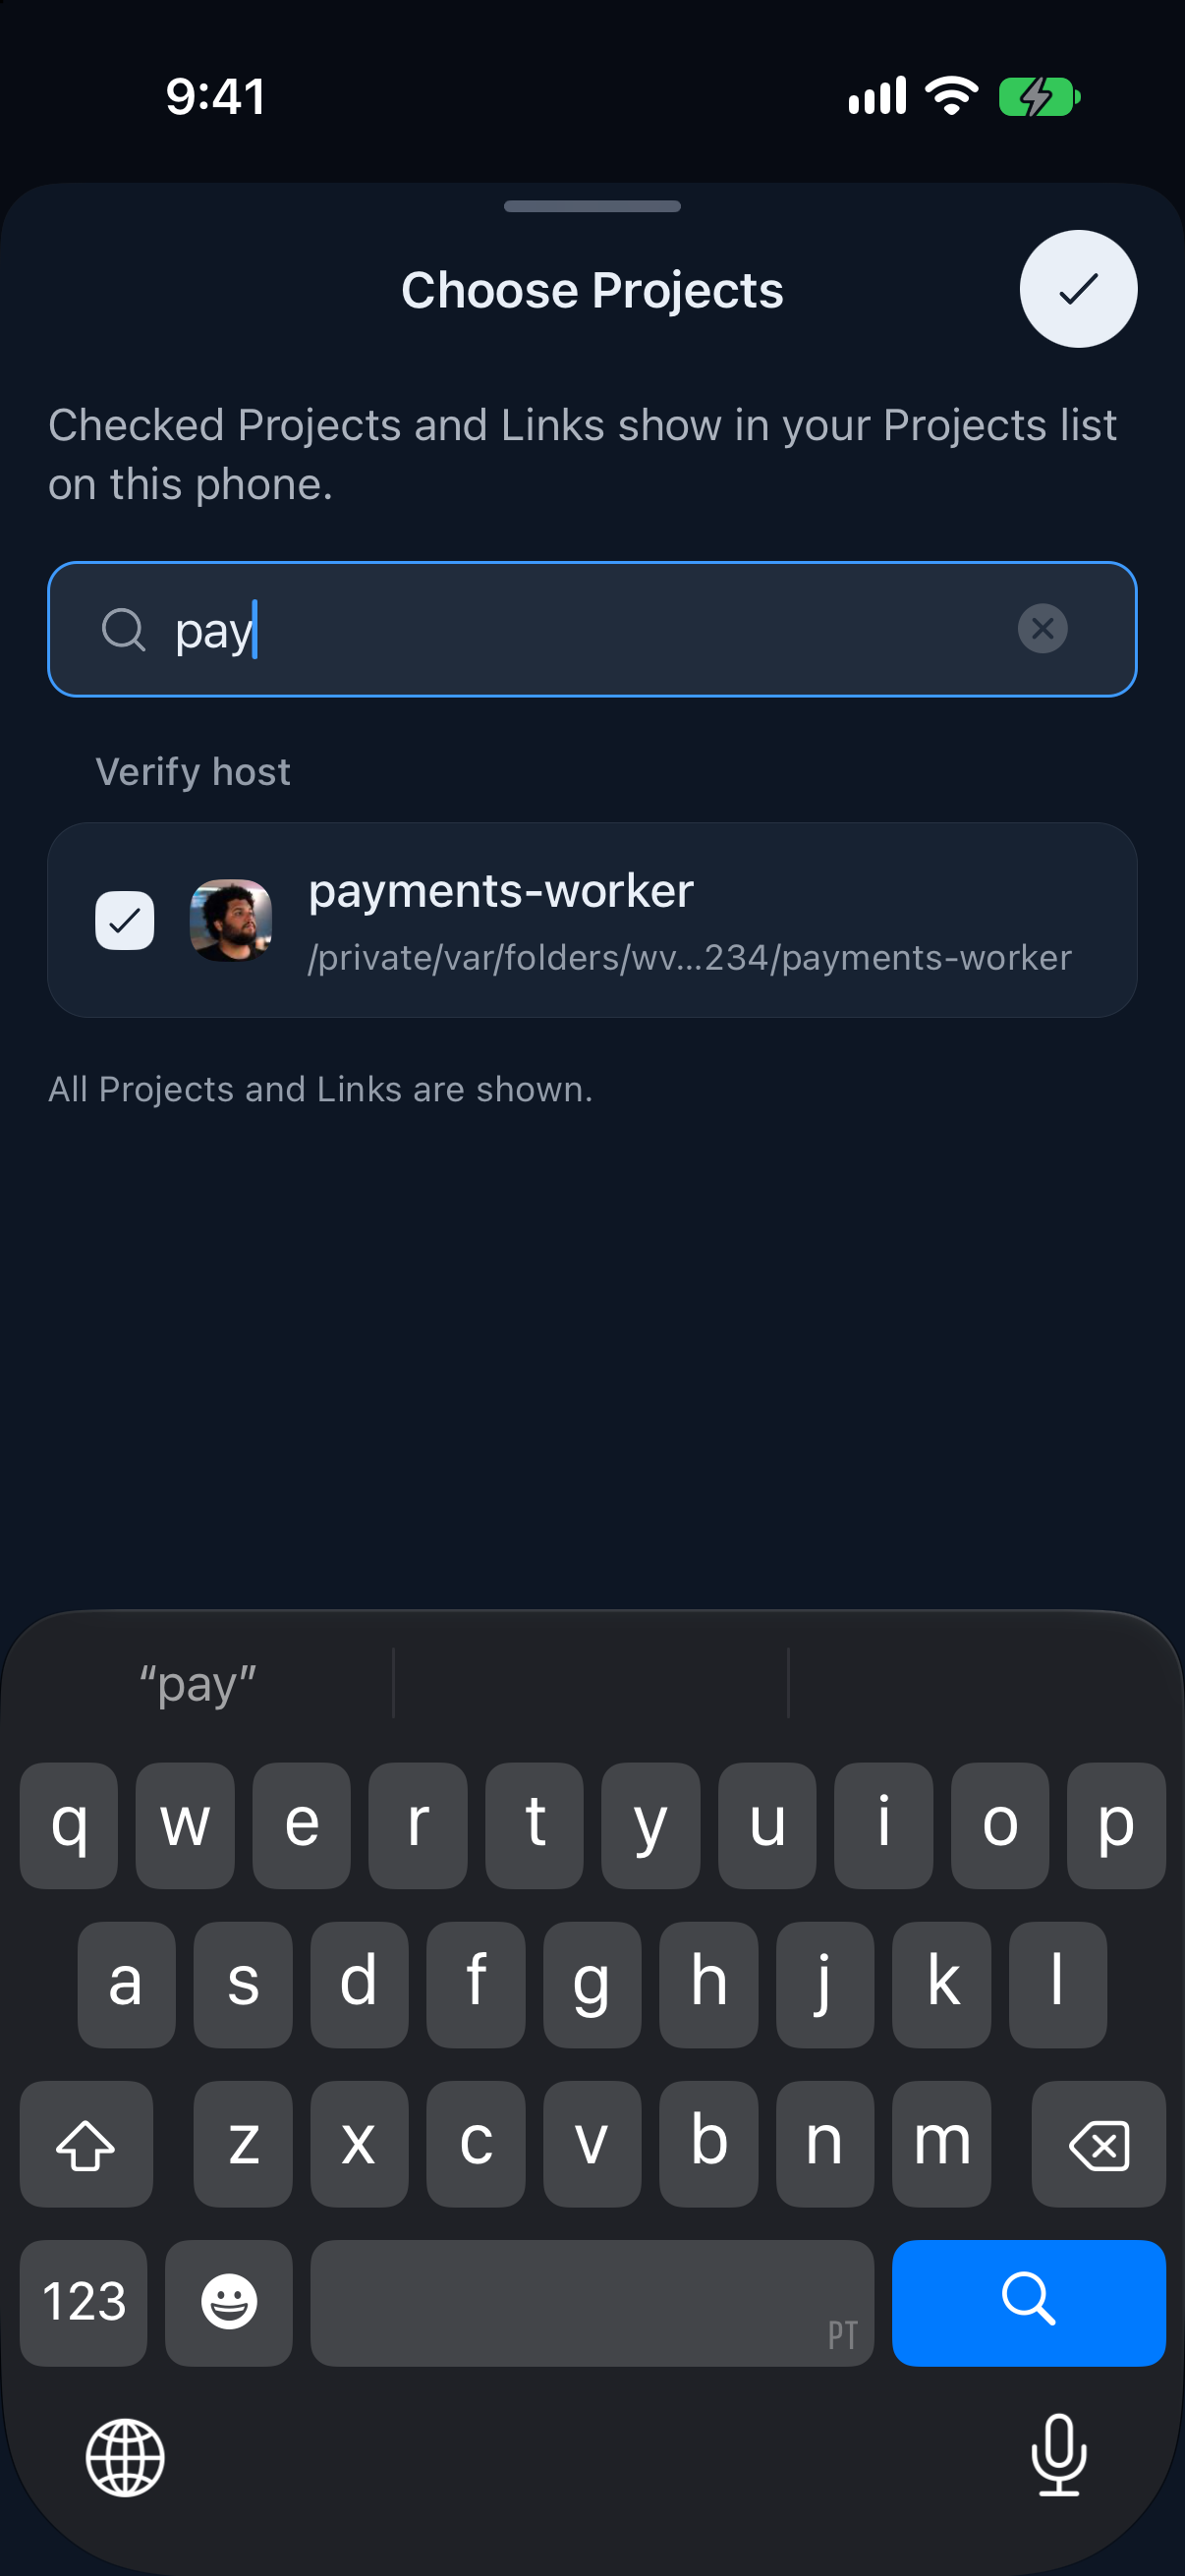 9:41
Choose Projects
Checked Projects and Links show in your Projects list
on this phone.
pay
Verify host
payments-worker
/private/var/folders/wv...234/payments-worker
All Projects and Links are shown.
“pay”
q w e r t y u i o p
a s d f g h j k l
z x c v b n m
123
PT